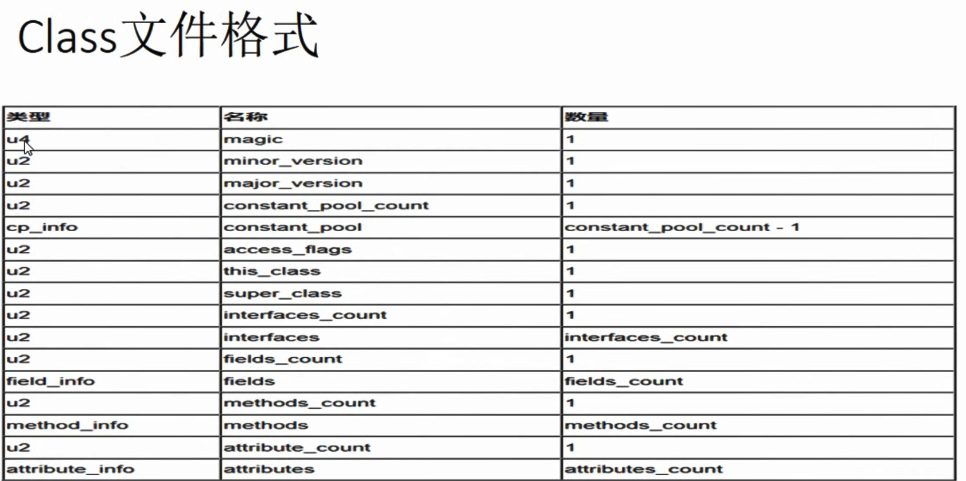 Class文件格式
类型 名称 数量
u4 magic 1
u2 minor_version 1
u2 major_version 1
u2 constant_pool_count 1
cp_info constant_pool constant_pool_count - 1
u2 access_flags 1
u2 this_class 1
u2 super_class 1
u2 interfaces_count 1
u2 interfaces interfaces_count
u2 fields_count 1
field_info fields fields_count
u2 methods_count 1
method_info methods methods_count
u2 attribute_count 1
attribute_info attributes attributes_count